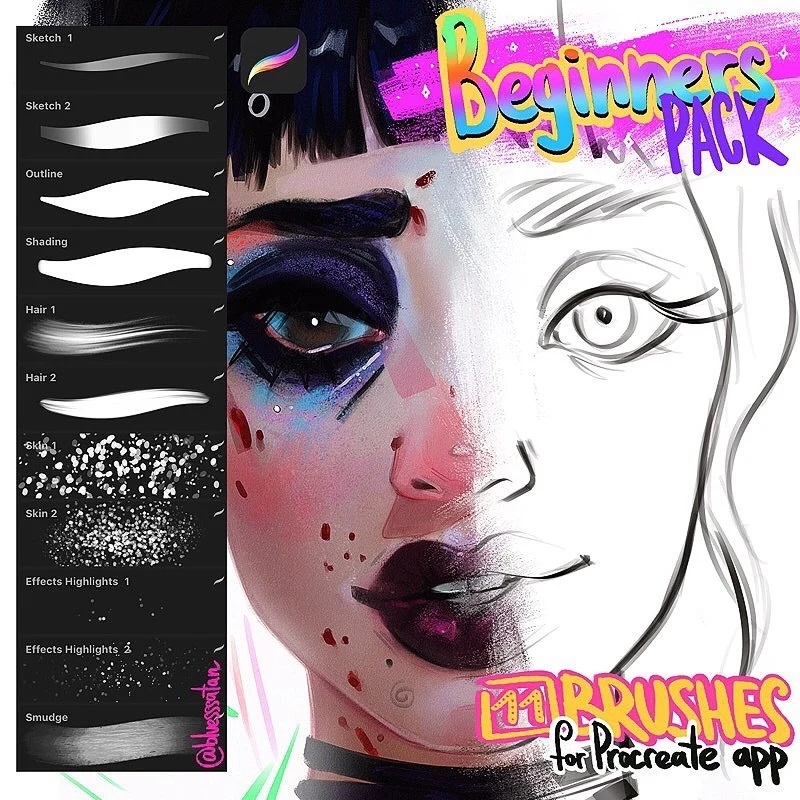 Sketch 1
Sketch 2
Outline
Shading
Hair 1
Hair 2
Skin 1
Skin 2
Effects Highlights 1
Effects Highlights 2
Smudge
@bluesssatan
Beginners
PACK
11 BRUSHES
for Procreate app